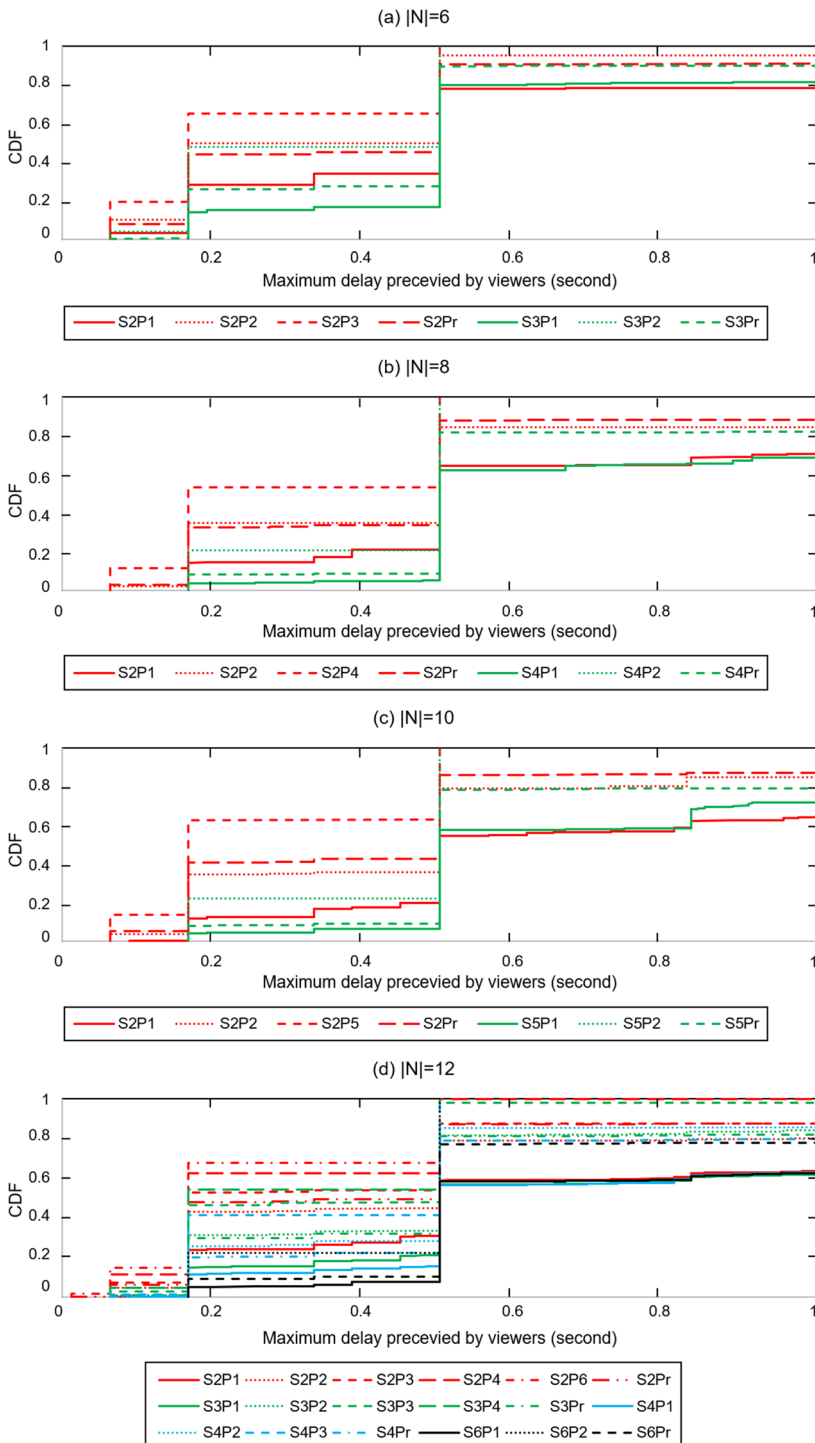 (a) |N|=6
1
0.8
0.6
0.4
0.2
0
CDF
0 0.2 0.4 0.6 0.8 1
Maximum delay precevied by viewers (second)
S2P1 S2P2 S2P3 S2Pr S3P1 S3P2 S3Pr
(b) |N|=8
1
0.8
0.6
0.4
0.2
0
CDF
0 0.2 0.4 0.6 0.8 1
Maximum delay precevied by viewers (second)
S2P1 S2P2 S2P4 S2Pr S4P1 S4P2 S4Pr
(c) |N|=10
1
0.8
0.6
0.4
0.2
0
CDF
0 0.2 0.4 0.6 0.8 1
Maximum delay precevied by viewers (second)
S2P1 S2P2 S2P5 S2Pr S5P1 S5P2 S5Pr
(d) |N|=12
1
0.8
0.6
0.4
0.2
0
CDF
0 0.2 0.4 0.6 0.8 1
Maximum delay precevied by viewers (second)
S2P1 S2P2 S2P3 S2P4 S2P6 S2Pr
S3P1 S3P2 S3P3 S3P4 S3Pr S4P1
S4P2 S4P3 S4Pr S6P1 S6P2 S6Pr